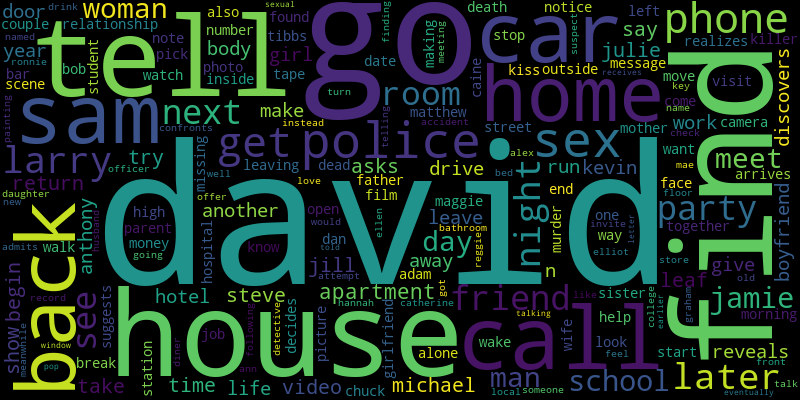 door drink woman
couple relationship
year also found death notice
bar note number tibbs
pick body girl
bob student watch photo inside tape
scene ronnie named
tell go car
sexual finding suspect
stop say left
making meeting
phone
realizes killer
julie
date caine kiss outside message
sam next room home move visit
key come name
painting confronts make matthew street mother work camera discovers
turn instead telling accident
larry officer try missing get police sex check
want meet
daughter return leaving dead asks drive run kevin mae arrives
well father alex bed
new love film end face floor
offer another maggie night party
back admits walk anthony high open leave one together
david
husband parent know ellen bathroom murder way invite letter boyfriend
money would dan day
going hospital reggie elliot store
jill away n give old
adam sister leaf
show begin see hotel steve apartment friend like college earlier jamie
meanwhile record suggests got graham morning
house attempt hannah catherine call find
job decides girlfriend help start reveals
window station following detective picture talking wife look front
break diner alone wake feel
pop take ann time life video chuck michael man school later talk
local someone eventually